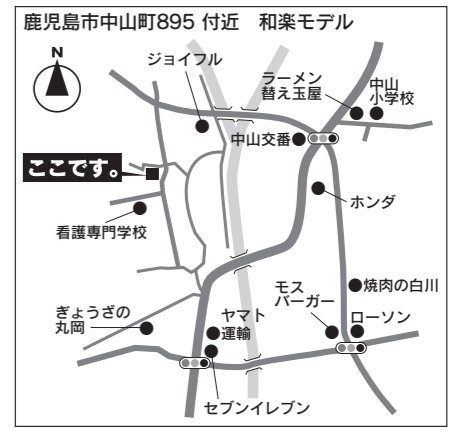 鹿児島市中山町895 付近　和楽モデル
N
ジョイフル
ラーメン
替え玉屋
中山
小学校
中山交番
ここです。
ホンダ
看護専門学校
焼肉の白川
モス
バーガー
ローソン
ぎょうざの
丸岡
ヤマト
運輸
セブンイレブン